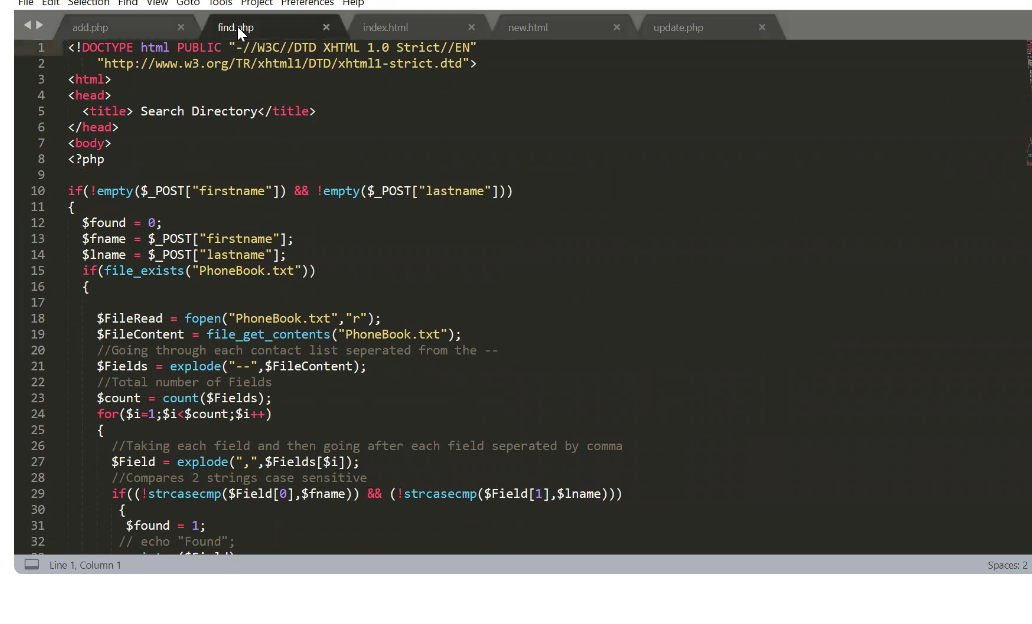 File Edit Selection Find View Goto Tools Project Preferences Help
add.php × find.php × index.html × new.html × update.php ×
1 <!DOCTYPE html PUBLIC "-//W3C//DTD XHTML 1.0 Strict//EN"
2 "http://www.w3.org/TR/xhtml1/DTD/xhtml1-strict.dtd">
3 <html>
4 <head>
5 <title> Search Directory</title>
6 </head>
7 <body>
8 <?php
9
10 if(!empty($_POST["firstname"]) && !empty($_POST["lastname"]))
11 {
12 $found = 0;
13 $fname = $_POST["firstname"];
14 $lname = $_POST["lastname"];
15 if(file_exists("PhoneBook.txt"))
16 {
17
18 $FileRead = fopen("PhoneBook.txt","r");
19 $FileContent = file_get_contents("PhoneBook.txt");
20 //Going through each contact list seperated from the --
21 $Fields = explode("--",$FileContent);
22 //Total number of Fields
23 $count = count($Fields);
24 for($i=1;$i<$count;$i++)
25 {
26 //Taking each field and then going after each field seperated by comma
27 $Field = explode(",",$Fields[$i]);
28 //Compares 2 strings case sensitive
29 if((!strcasecmp($Field[0],$fname)) && (!strcasecmp($Field[1],$lname)))
30 {
31 $found = 1;
32 // echo "Found";
Line 1, Column 1 Spaces: 2